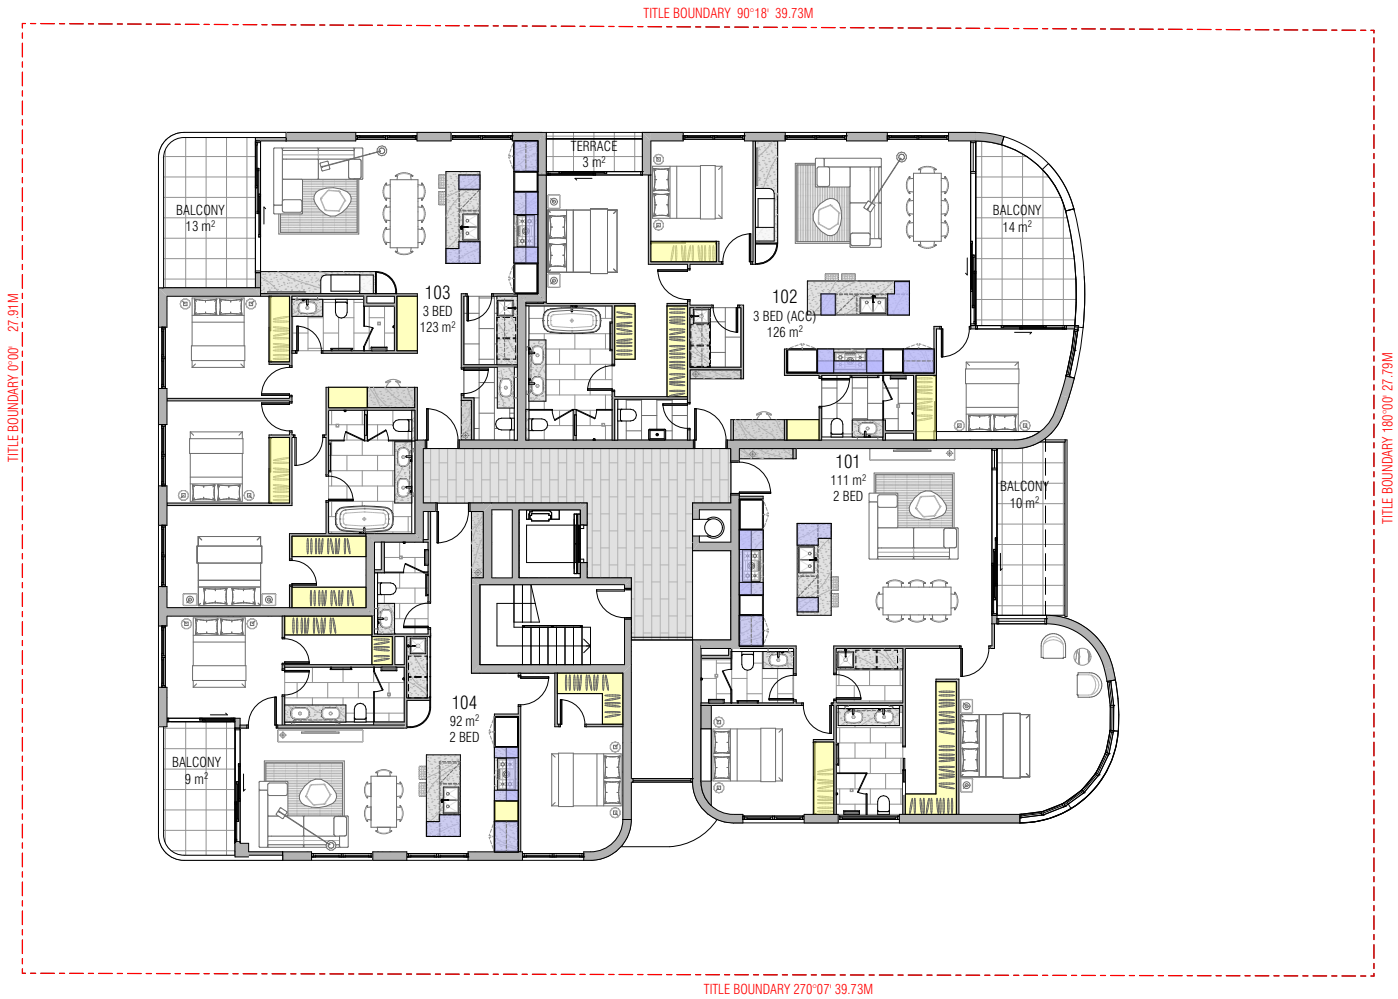 TITLE BOUNDARY 90°18' 39.73M
TERRACE
3 m²
BALCONY
13 m²
BALCONY
14 m²
103
3 BED
123 m²
102
3 BED (ACC)
126 m²
TITLE BOUNDARY 0°00' 27.91M
TITLE BOUNDARY 180°00' 27.79M
101
111 m²
2 BED
BALCONY
10 m²
104
92 m²
2 BED
BALCONY
9 m²
TITLE BOUNDARY 270°07' 39.73M